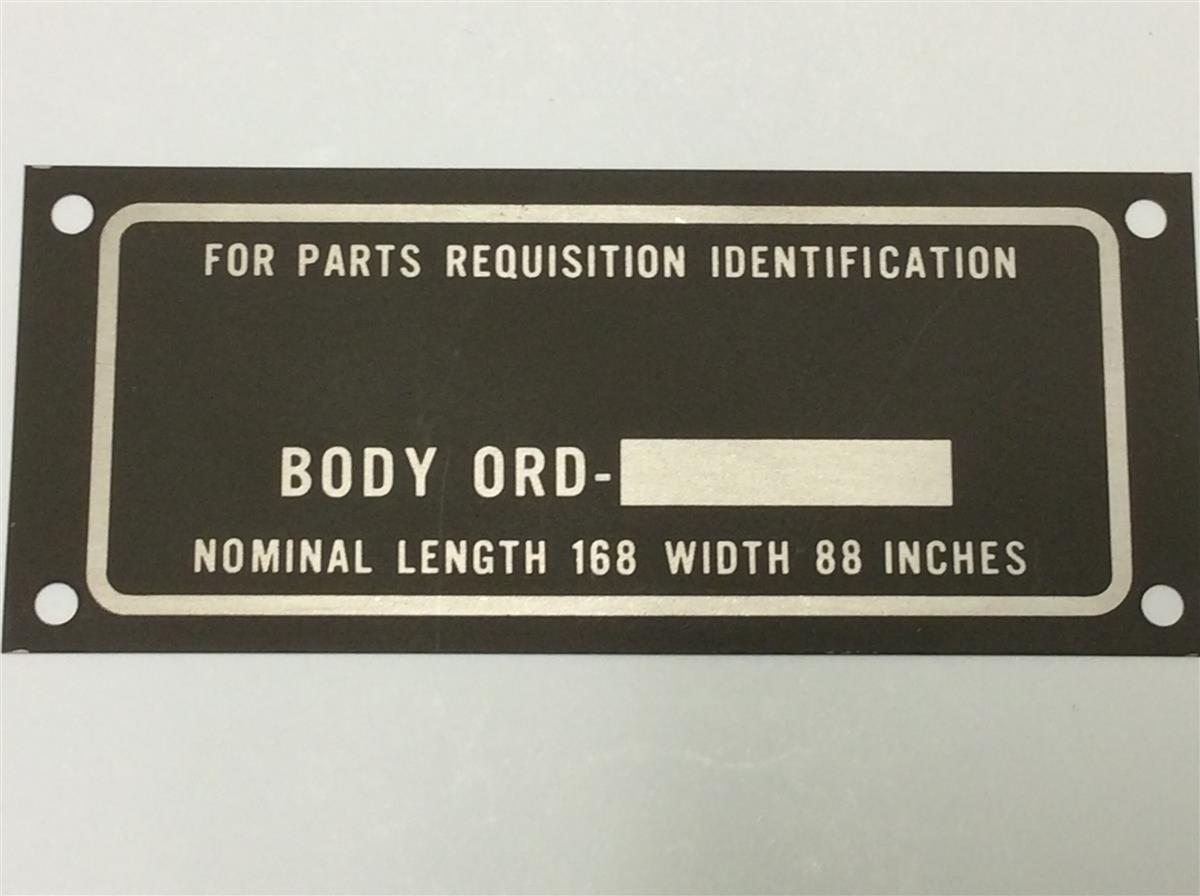 FOR PARTS REQUISITION IDENTIFICATION
BODY ORD-
NOMINAL LENGTH 168 WIDTH 88 INCHES